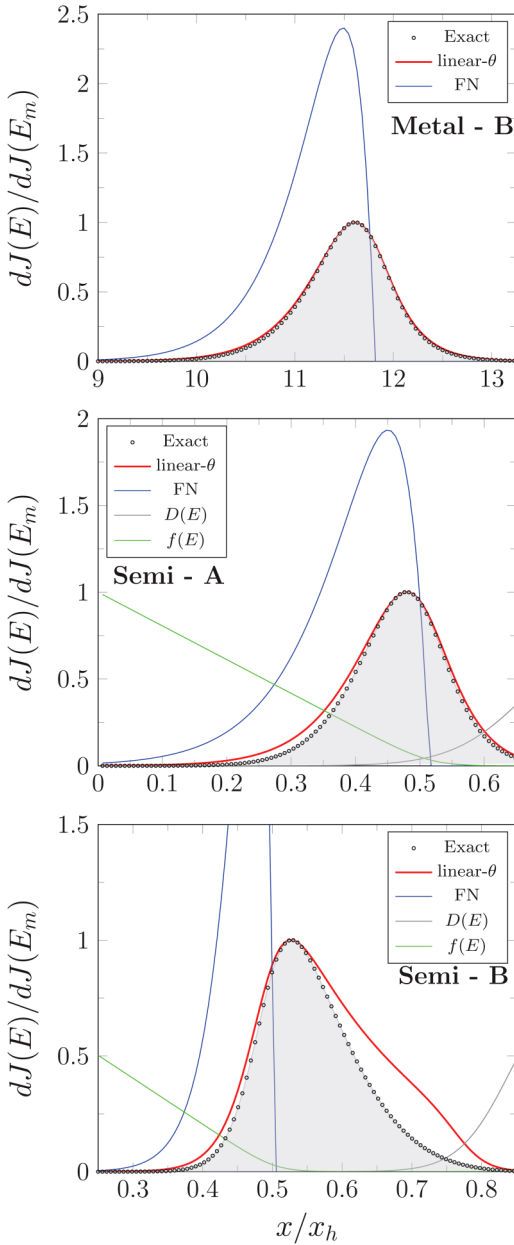 2.5
2
1.5
1
0.5
0
dJ(E)/dJ(E_m)
Exact
linear-θ
FN
Metal - B
9 10 11 12 13
2
1.5
1
0.5
0
dJ(E)/dJ(E_m)
Exact
linear-θ
FN
D(E)
f(E)
Semi - A
0 0.1 0.2 0.3 0.4 0.5 0.6
1.5
1
0.5
0
dJ(E)/dJ(E_m)
Exact
linear-θ
FN
D(E)
f(E)
Semi - B
0.3 0.4 0.5 0.6 0.7 0.8
x/x_h